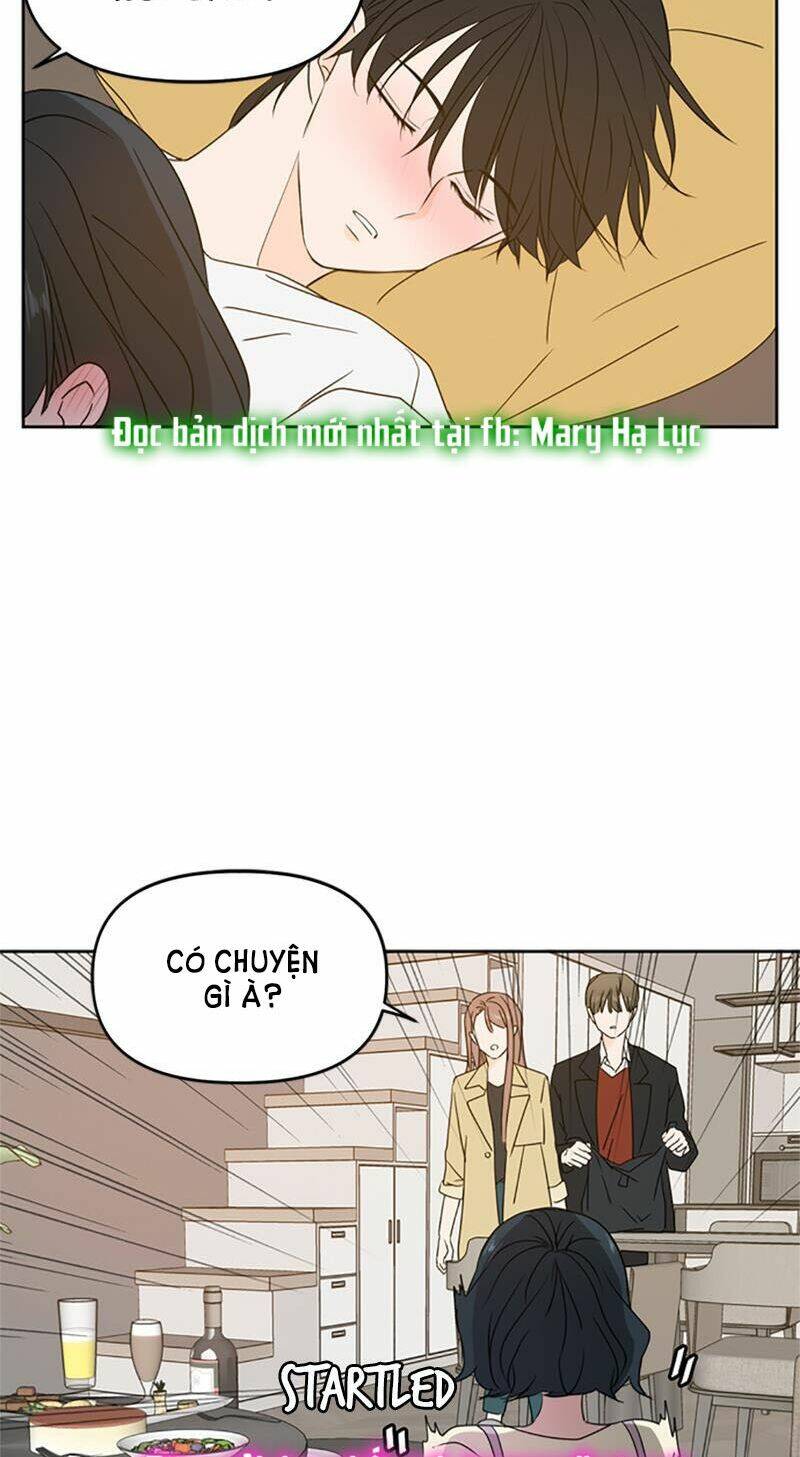 Đọc bản dịch mới nhất tại fb: Mary Hạ Lục
CÓ CHUYỆN
GÌ À?
STARTLED